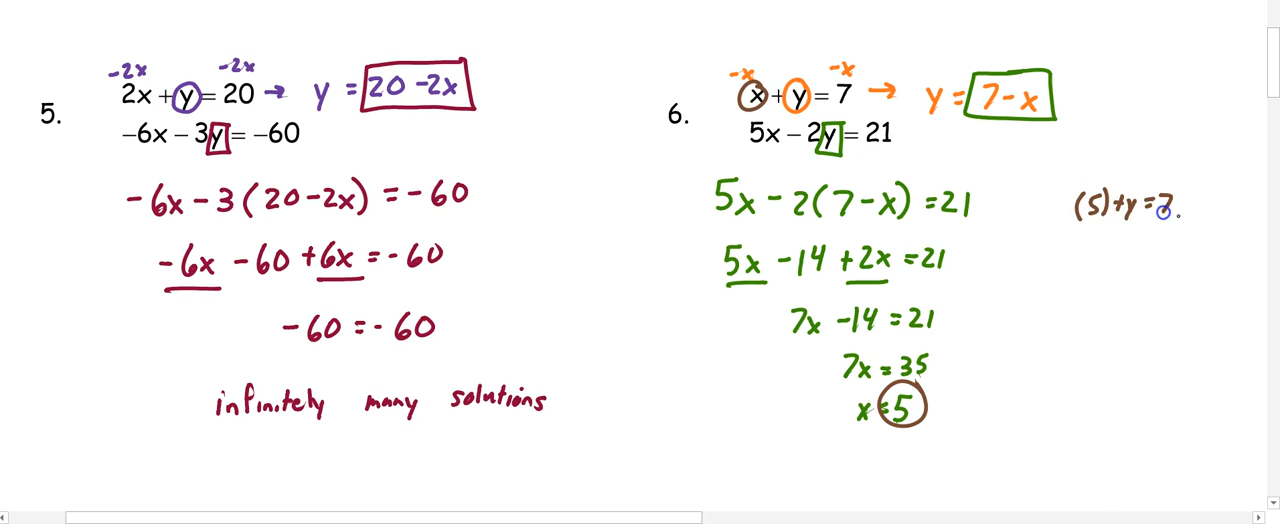 -2x -2x
5. 2x + y = 20 → y = 20 - 2x
-6x - 3y = -60
-6x - 3(20 - 2x) = -60
-6x - 60 + 6x = -60
-60 = -60
infinitely many solutions
-x -x
6. x + y = 7 → y = 7 - x
5x - 2y = 21
5x - 2(7 - x) = 21
5x - 14 + 2x = 21
7x - 14 = 21
7x = 35
x = 5
(5) + y = 7